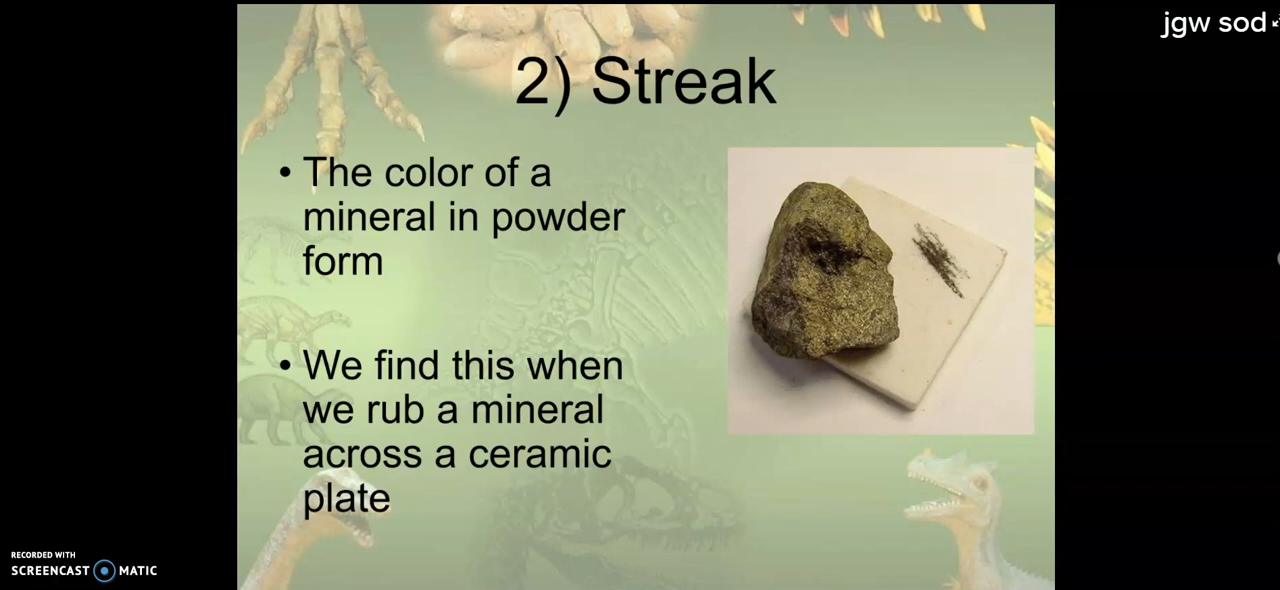 jgw sod
2) Streak
• The color of a
mineral in powder
form
• We find this when
we rub a mineral
across a ceramic
plate
RECORDED WITH
SCREENCAST MATIC